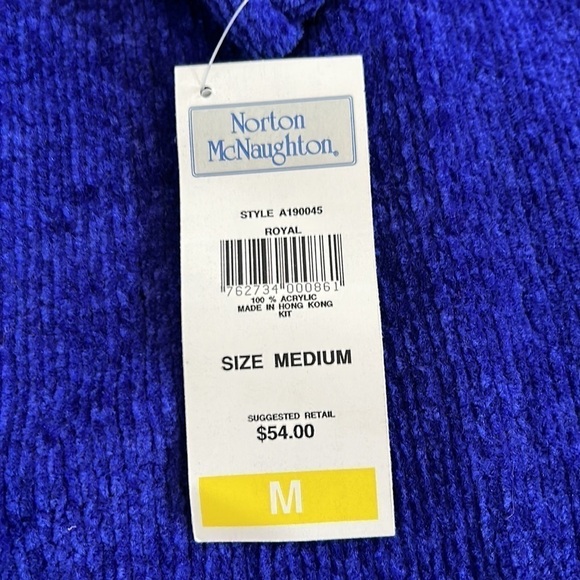 Norton
McNaughton®
STYLE A190045
ROYAL
762734 000861
100 % ACRYLIC
MADE IN HONG KONG
KIT
SIZE MEDIUM
SUGGESTED RETAIL
$54.00
M